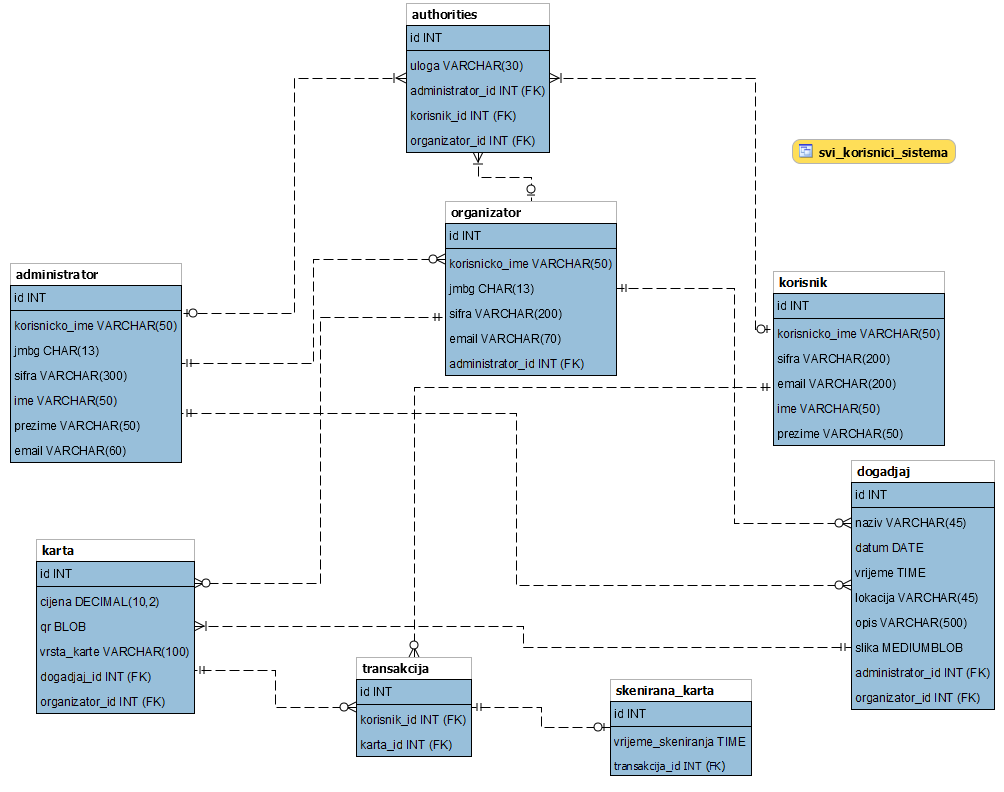 authorities
id INT
uloga VARCHAR(30)
administrator_id INT (FK)
korisnik_id INT (FK)
organizator_id INT (FK)
svi_korisnici_sistema
organizator
id INT
korisnicko_ime VARCHAR(50)
jmbg CHAR(13)
sifra VARCHAR(200)
email VARCHAR(70)
administrator_id INT (FK)
administrator
id INT
korisnicko_ime VARCHAR(50)
jmbg CHAR(13)
sifra VARCHAR(300)
ime VARCHAR(50)
prezime VARCHAR(50)
email VARCHAR(60)
korisnik
id INT
korisnicko_ime VARCHAR(50)
sifra VARCHAR(200)
email VARCHAR(200)
ime VARCHAR(50)
prezime VARCHAR(50)
dogadjaj
id INT
naziv VARCHAR(45)
datum DATE
vrijeme TIME
lokacija VARCHAR(45)
opis VARCHAR(500)
slika MEDIUMBLOB
administrator_id INT (FK)
organizator_id INT (FK)
karta
id INT
cijena DECIMAL(10,2)
qr BLOB
vrsta_karte VARCHAR(100)
dogadjaj_id INT (FK)
organizator_id INT (FK)
transakcija
id INT
korisnik_id INT (FK)
karta_id INT (FK)
skenirana_karta
id INT
vrijeme_skeniranja TIME
transakcija_id INT (FK)